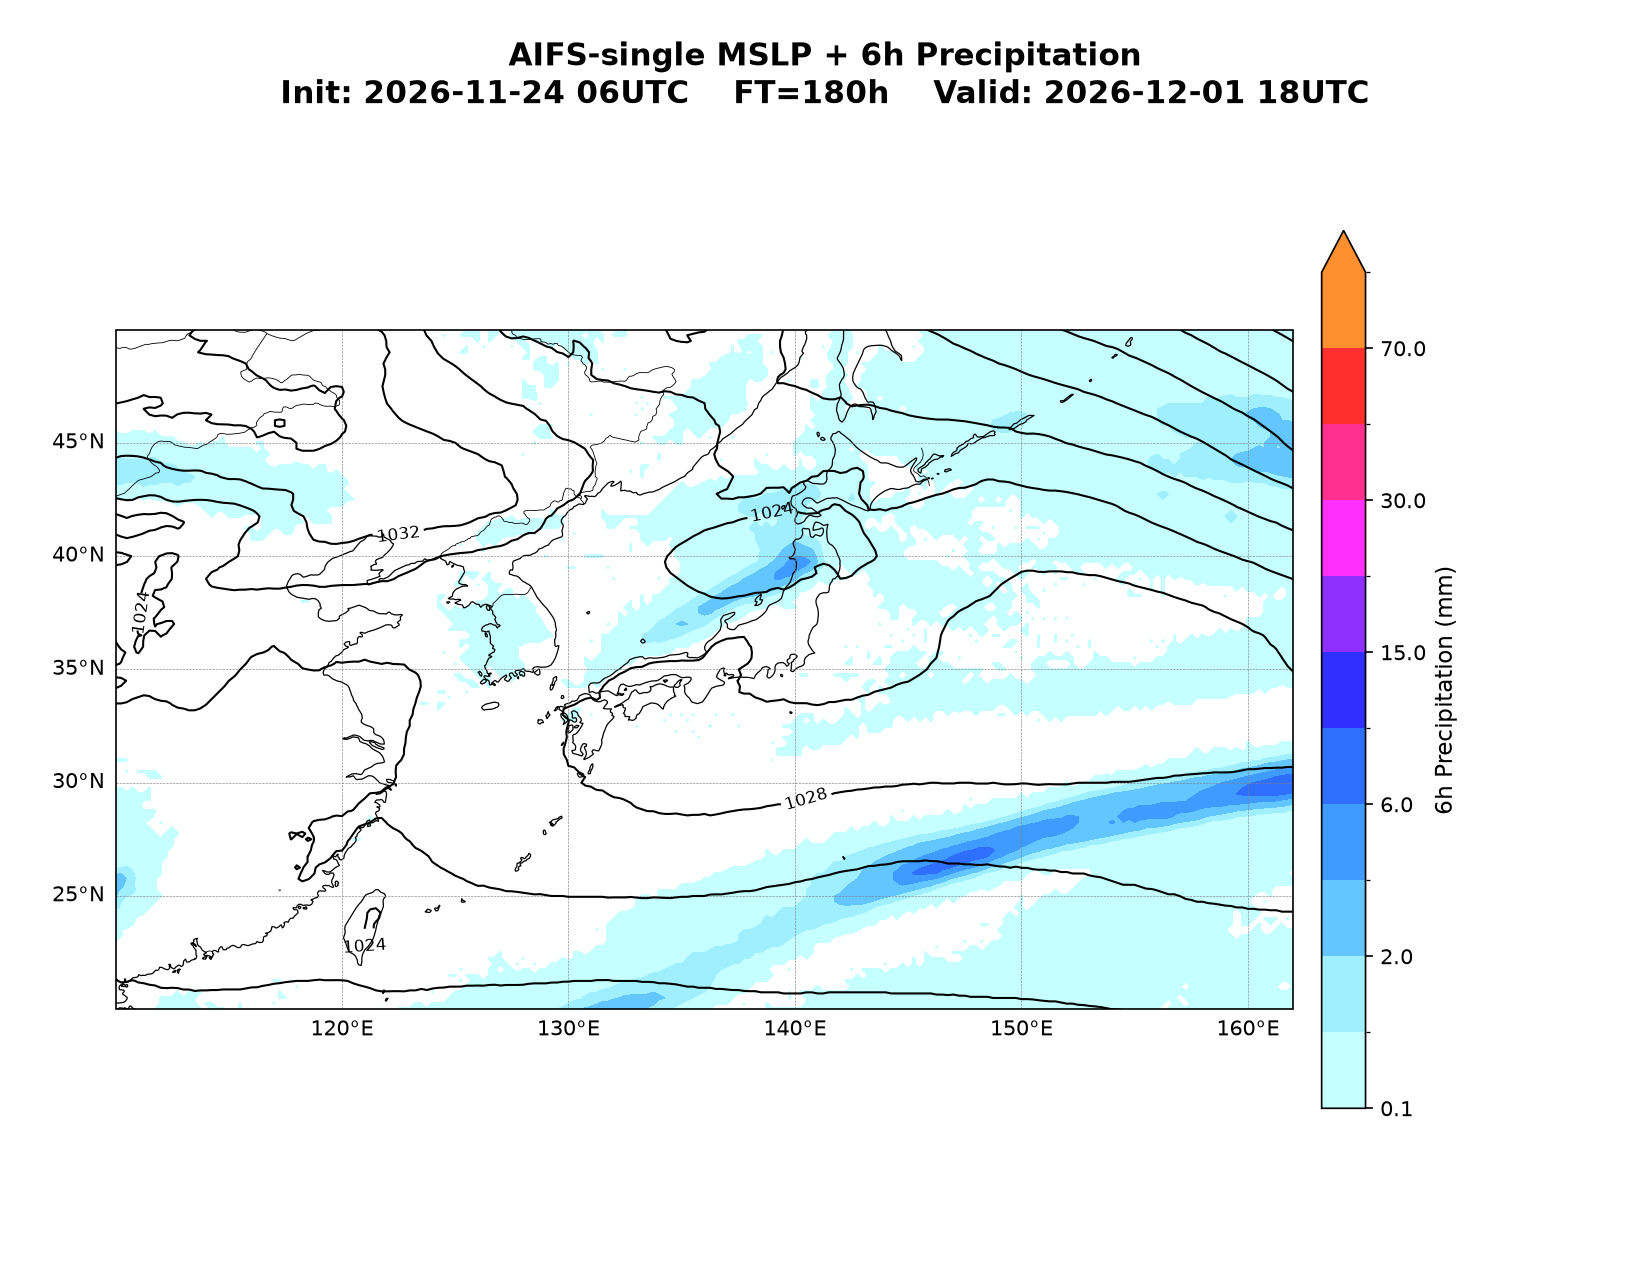 AIFS-single MSLP + 6h Precipitation
Init: 2026-11-24 06UTC    FT=180h    Valid: 2026-12-01 18UTC
70.0
30.0
15.0
6.0
2.0
0.1
6h Precipitation (mm)
45°N
40°N
35°N
30°N
25°N
120°E
130°E
140°E
150°E
160°E
1024
1032
1024
1028
1024